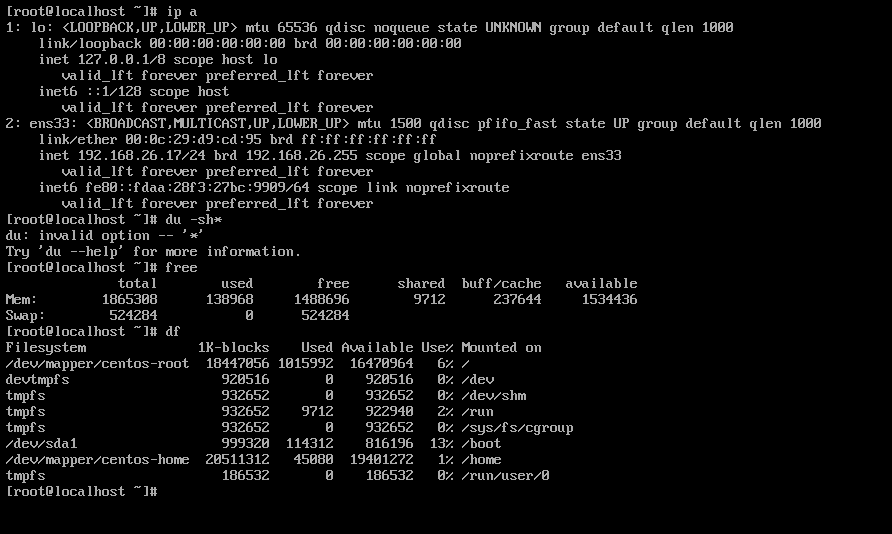 [root@localhost ~]# ip a
1: lo: <LOOPBACK,UP,LOWER_UP> mtu 65536 qdisc noqueue state UNKNOWN group default qlen 1000
    link/loopback 00:00:00:00:00:00 brd 00:00:00:00:00:00
    inet 127.0.0.1/8 scope host lo
       valid_lft forever preferred_lft forever
    inet6 ::1/128 scope host
       valid_lft forever preferred_lft forever
2: ens33: <BROADCAST,MULTICAST,UP,LOWER_UP> mtu 1500 qdisc pfifo_fast state UP group default qlen 1000
    link/ether 00:0c:29:d9:cd:95 brd ff:ff:ff:ff:ff:ff
    inet 192.168.26.17/24 brd 192.168.26.255 scope global noprefixroute ens33
       valid_lft forever preferred_lft forever
    inet6 fe80::fdaa:28f3:27bc:9909/64 scope link noprefixroute
       valid_lft forever preferred_lft forever
[root@localhost ~]# du -sh*
du: invalid option -- '*'
Try 'du --help' for more information.
[root@localhost ~]# free
              total        used        free      shared  buff/cache   available
Mem:        1865308      138968     1488696        9712      237644     1534436
Swap:        524284           0      524284
[root@localhost ~]# df
Filesystem              1K-blocks    Used Available Use% Mounted on
/dev/mapper/centos-root  18447056 1015992  16470964   6% /
devtmpfs                   920516       0    920516   0% /dev
tmpfs                      932652       0    932652   0% /dev/shm
tmpfs                      932652    9712    922940   2% /run
tmpfs                      932652       0    932652   0% /sys/fs/cgroup
/dev/sda1                  999320  114312    816196  13% /boot
/dev/mapper/centos-home  20511312   45080  19401272   1% /home
tmpfs                      186532       0    186532   0% /run/user/0
[root@localhost ~]#